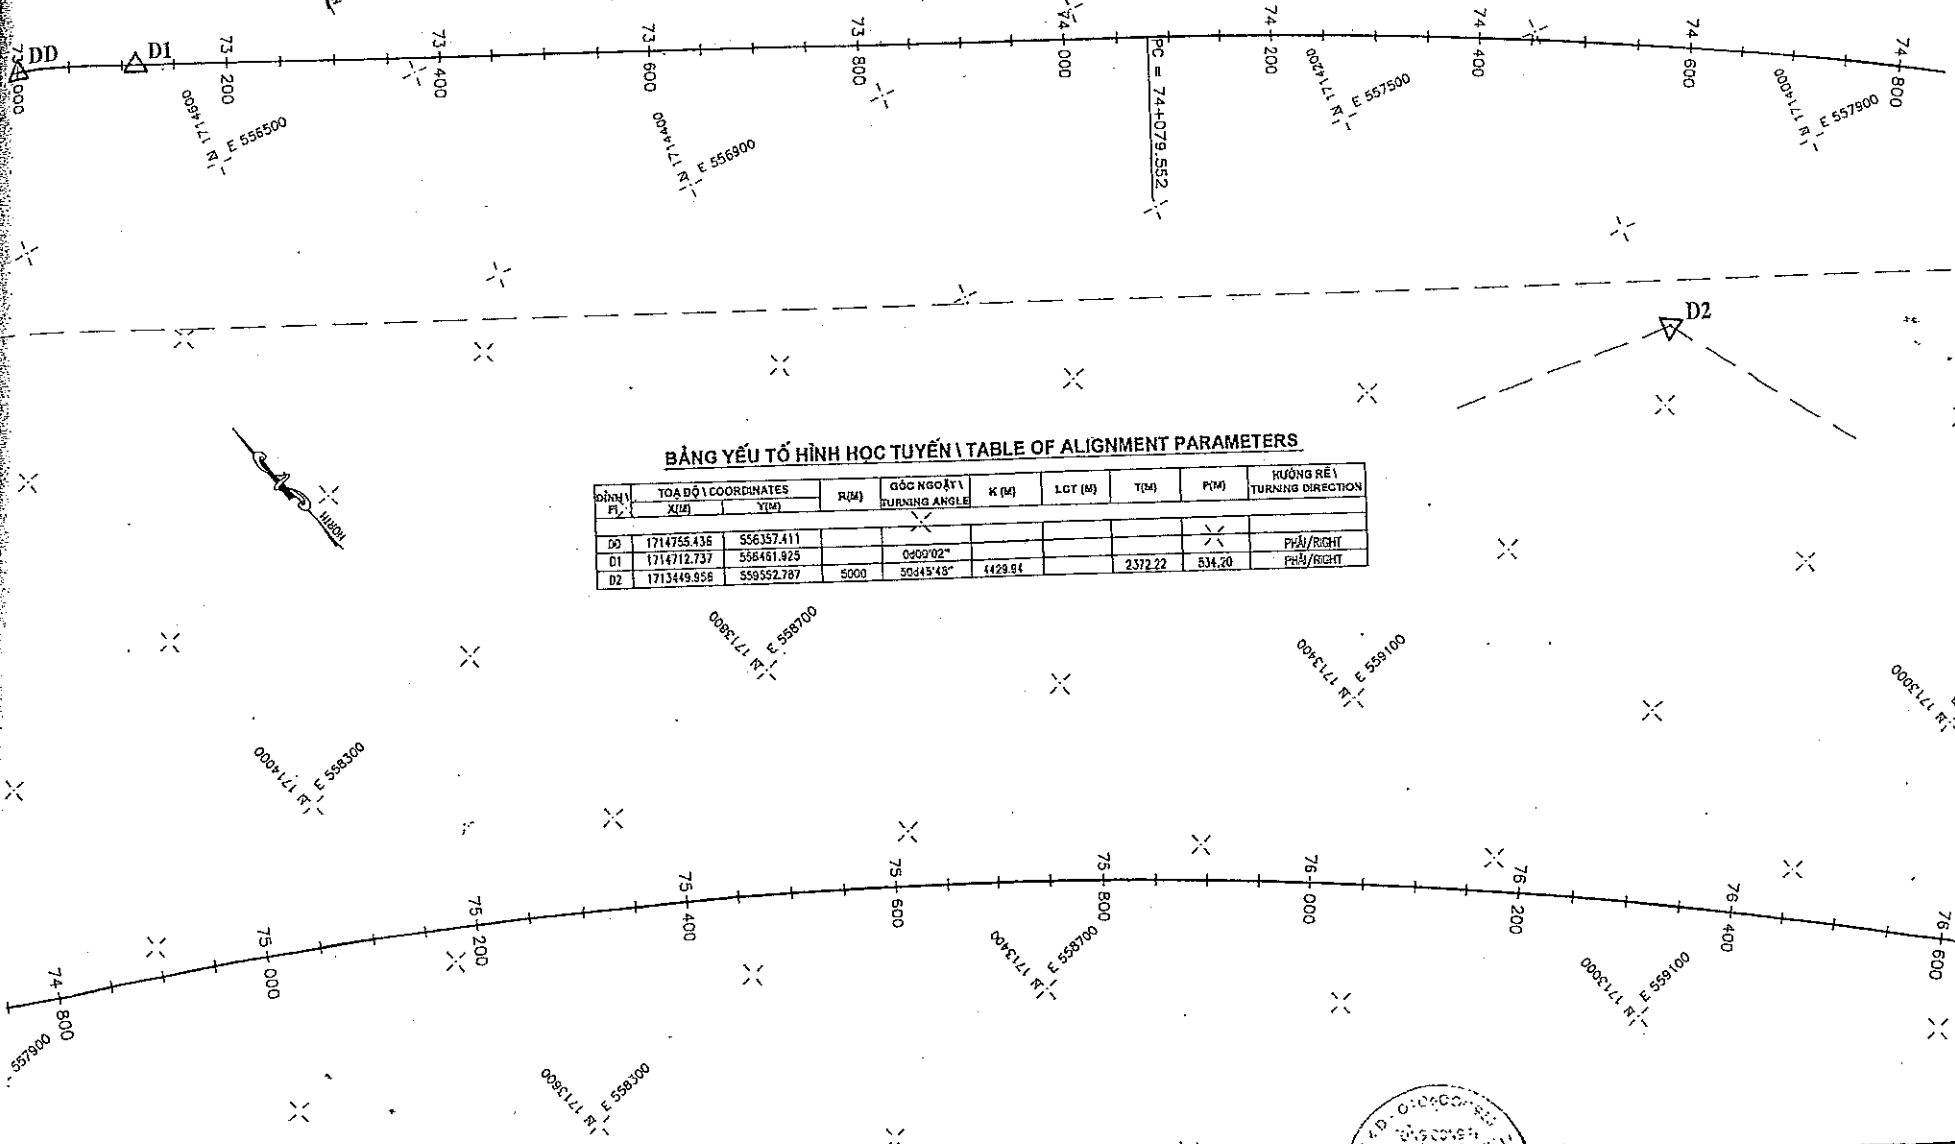 DD
D1
73 000
73 200
73 400
73 600
73 800
74 000
74 200
74 400
74 600
74 800
PC = 74+079.552
N 1714600
E 556500
N 1714400
E 556900
N 1714200
E 557500
N 1714000
E 557900
D2
NORTH
BẢNG YẾU TỐ HÌNH HỌC TUYẾN \ TABLE OF ALIGNMENT PARAMETERS
ĐỈNH \ PI TOẠ ĐỘ \ COORDINATES R(M) GÓC NGOẶT \ TURNING ANGLE K (M) LCT (M) T(M) P(M) HƯỚNG RẼ \ TURNING DIRECTION
X(M) Y(M)
D0 1714755.436 556357.411 PHẢI/RIGHT
D1 1714712.737 556461.925 0d00'02" PHẢI/RIGHT
D2 1713449.956 559552.787 5000 50d45'48" 4429.94 2372.22 534.20
N 1713800
E 558700
N 1713400
E 559100
N 1713000
N 1714000
E 558300
74 800
75 000
75 200
75 400
75 600
75 800
76 000
76 200
76 400
76 600
N 1713400
E 558700
N 1713000
E 559100
557900
N 1713600
E 558300